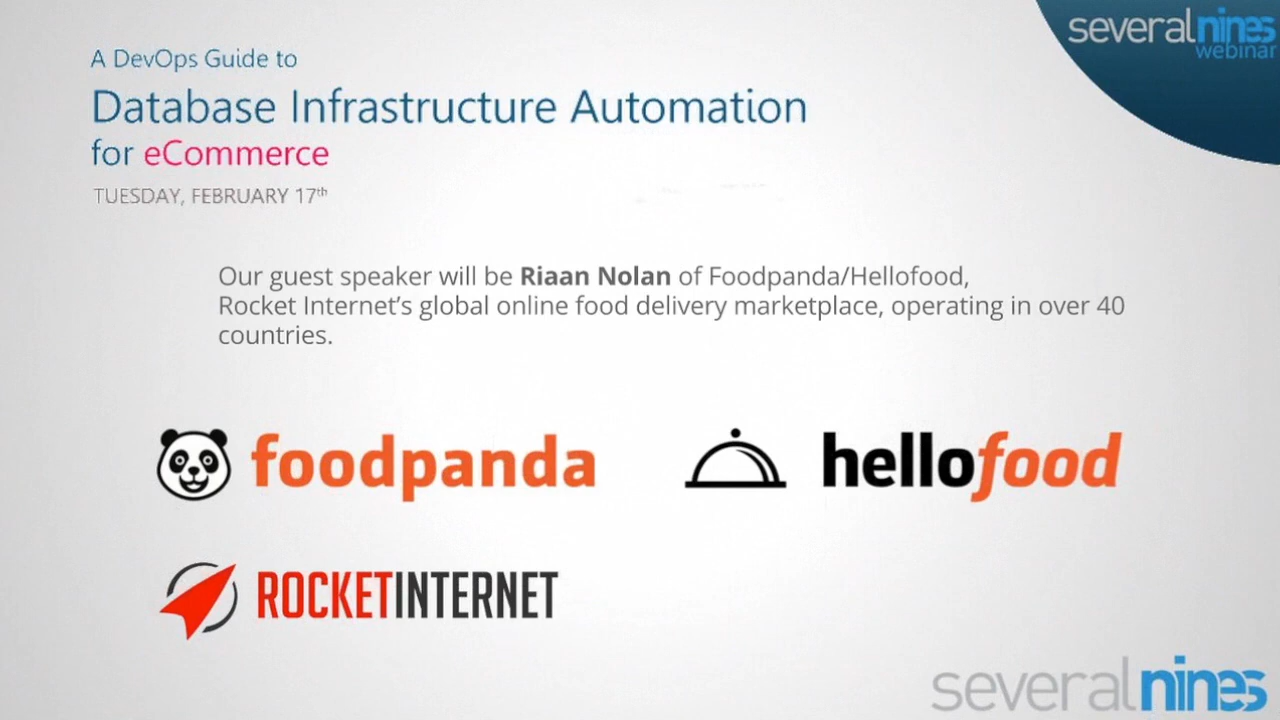 severalnines
webinar
A DevOps Guide to
Database Infrastructure Automation
for eCommerce
TUESDAY, FEBRUARY 17th
Our guest speaker will be Riaan Nolan of Foodpanda/Hellofood,
Rocket Internet’s global online food delivery marketplace, operating in over 40
countries.
foodpanda
hellofood
ROCKETINTERNET
severalnines